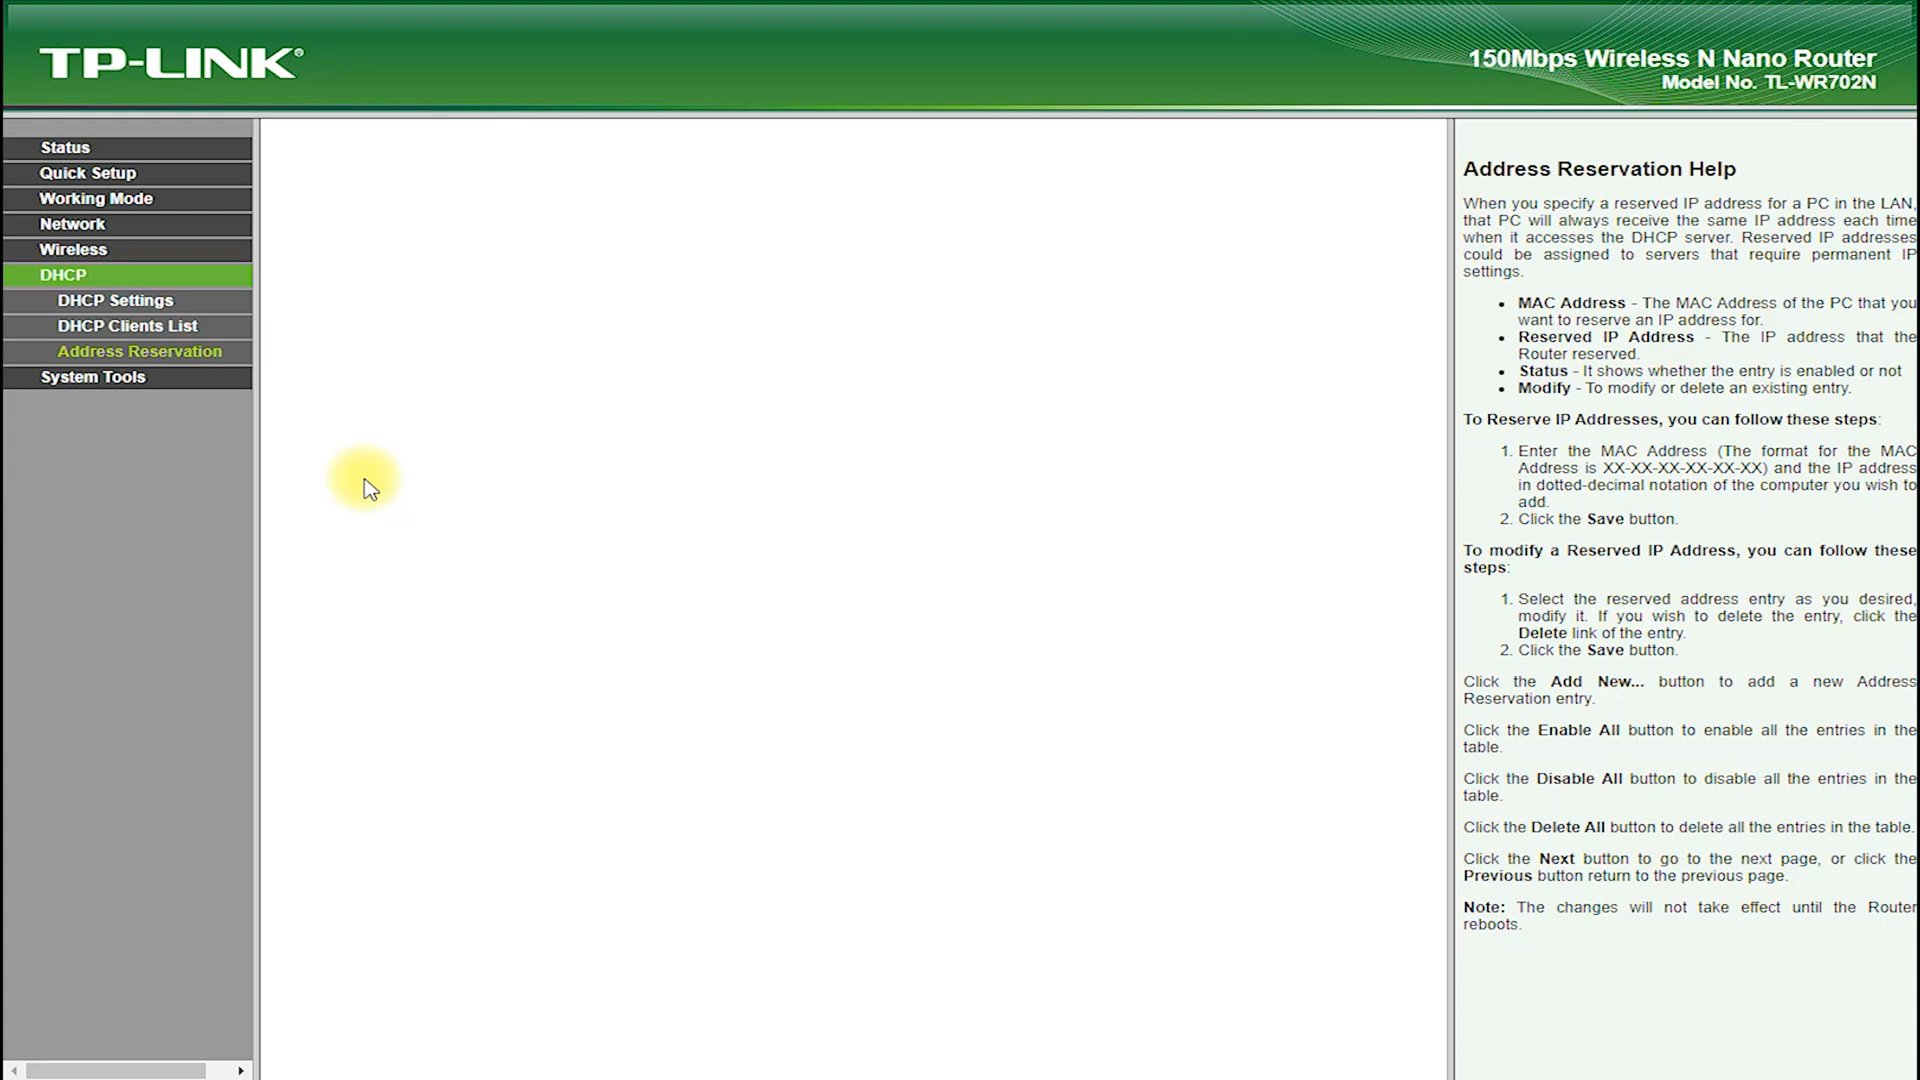 TP-LINK®
150Mbps Wireless N Nano Router
Model No. TL-WR702N
Status
Quick Setup
Working Mode
Network
Wireless
DHCP
DHCP Settings
DHCP Clients List
Address Reservation
System Tools
Address Reservation Help
When you specify a reserved IP address for a PC in the LAN,
that PC will always receive the same IP address each time
when it accesses the DHCP server. Reserved IP addresses
could be assigned to servers that require permanent IP
settings.
• MAC Address - The MAC Address of the PC that you
want to reserve an IP address for.
• Reserved IP Address - The IP address that the
Router reserved.
• Status - It shows whether the entry is enabled or not
• Modify - To modify or delete an existing entry.
To Reserve IP Addresses, you can follow these steps:
1. Enter the MAC Address (The format for the MAC
Address is XX-XX-XX-XX-XX-XX) and the IP address
in dotted-decimal notation of the computer you wish to
add.
2. Click the Save button.
To modify a Reserved IP Address, you can follow these
steps:
1. Select the reserved address entry as you desired,
modify it. If you wish to delete the entry, click the
Delete link of the entry.
2. Click the Save button.
Click the Add New... button to add a new Address
Reservation entry.
Click the Enable All button to enable all the entries in the
table.
Click the Disable All button to disable all the entries in the
table.
Click the Delete All button to delete all the entries in the table.
Click the Next button to go to the next page, or click the
Previous button return to the previous page.
Note: The changes will not take effect until the Router
reboots.